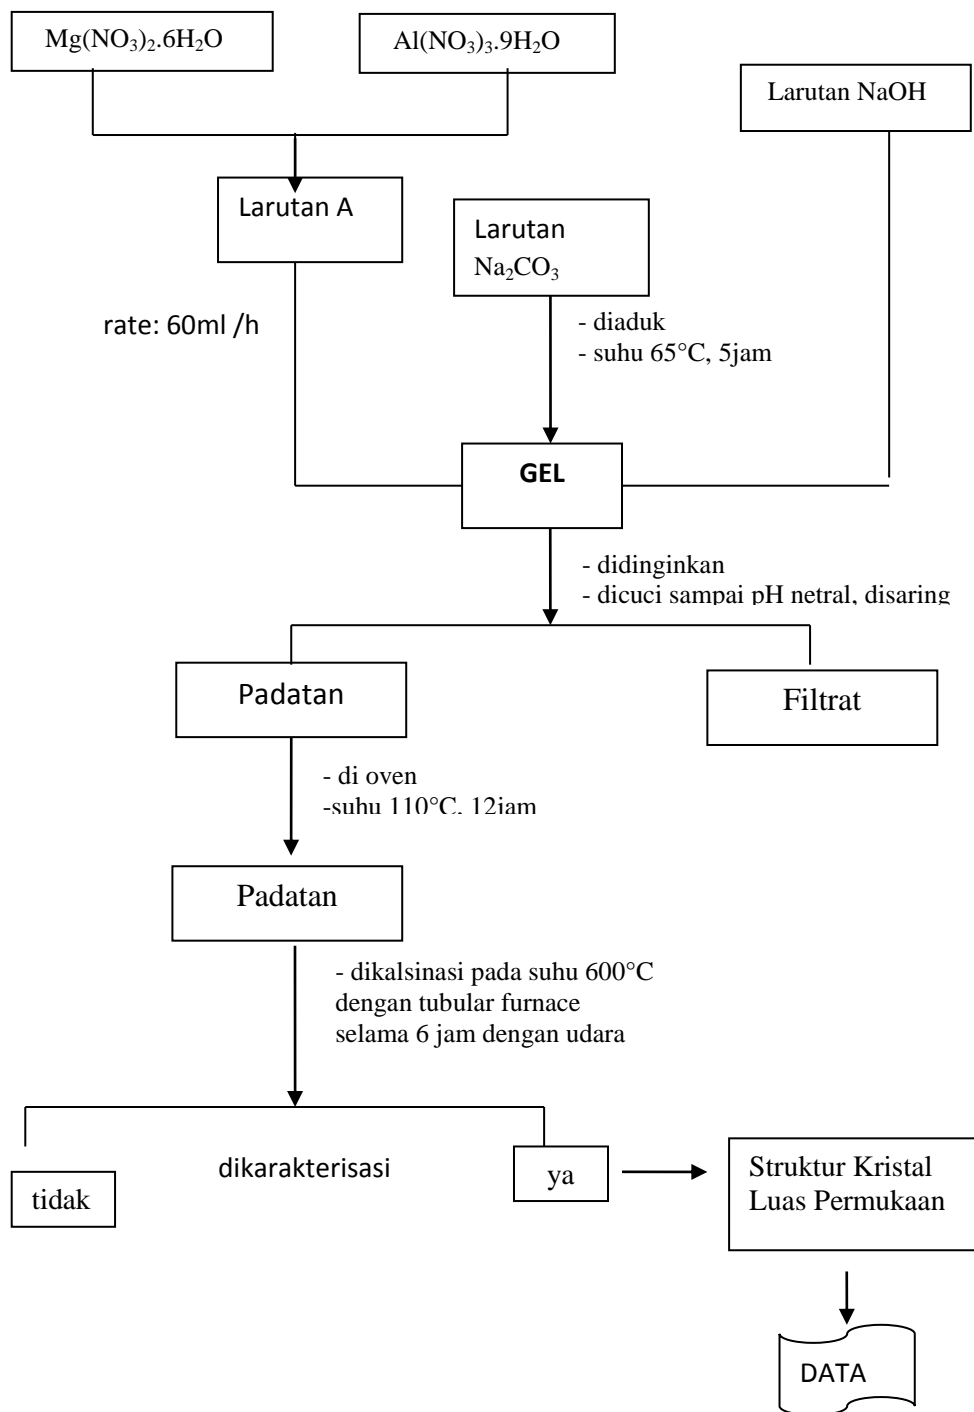 Mg(NO₃)₂.6H₂O
Al(NO₃)₃.9H₂O
Larutan NaOH
Larutan A
Larutan
Na₂CO₃
rate: 60ml /h
- diaduk
- suhu 65°C, 5jam
GEL
- didinginkan
- dicuci sampai pH netral, disaring
Padatan
Filtrat
- di oven
-suhu 110°C, 12jam
Padatan
- dikalsinasi pada suhu 600°C
dengan tubular furnace
selama 6 jam dengan udara
tidak
dikarakterisasi
ya
Struktur Kristal
Luas Permukaan
DATA